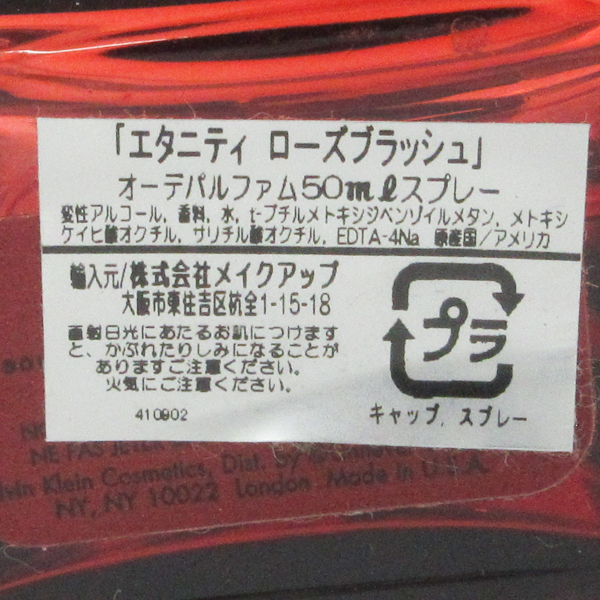 「エタニティ ローズブラッシュ」
オーデパルファム50mlスプレー
変性アルコール, 香料, 水, t-ブチルメトキシジベンゾイルメタン, メトキシ
ケイヒ酸オクチル, サリチル酸オクチル, EDTA-4Na 原産国/アメリカ
輸入元/株式会社メイクアップ
大阪市東住吉区杭全1-15-18
直射日光にあたるお肌につけます
と、かぶれたりしみになることが
ありますご注意ください。
火気にご注意ください。
410902
プラ
キャップ, スプレー
NE PAS JETER
Klein Cosmetics, Dist. by
NY, NY 10022 London Made in U.S.A.